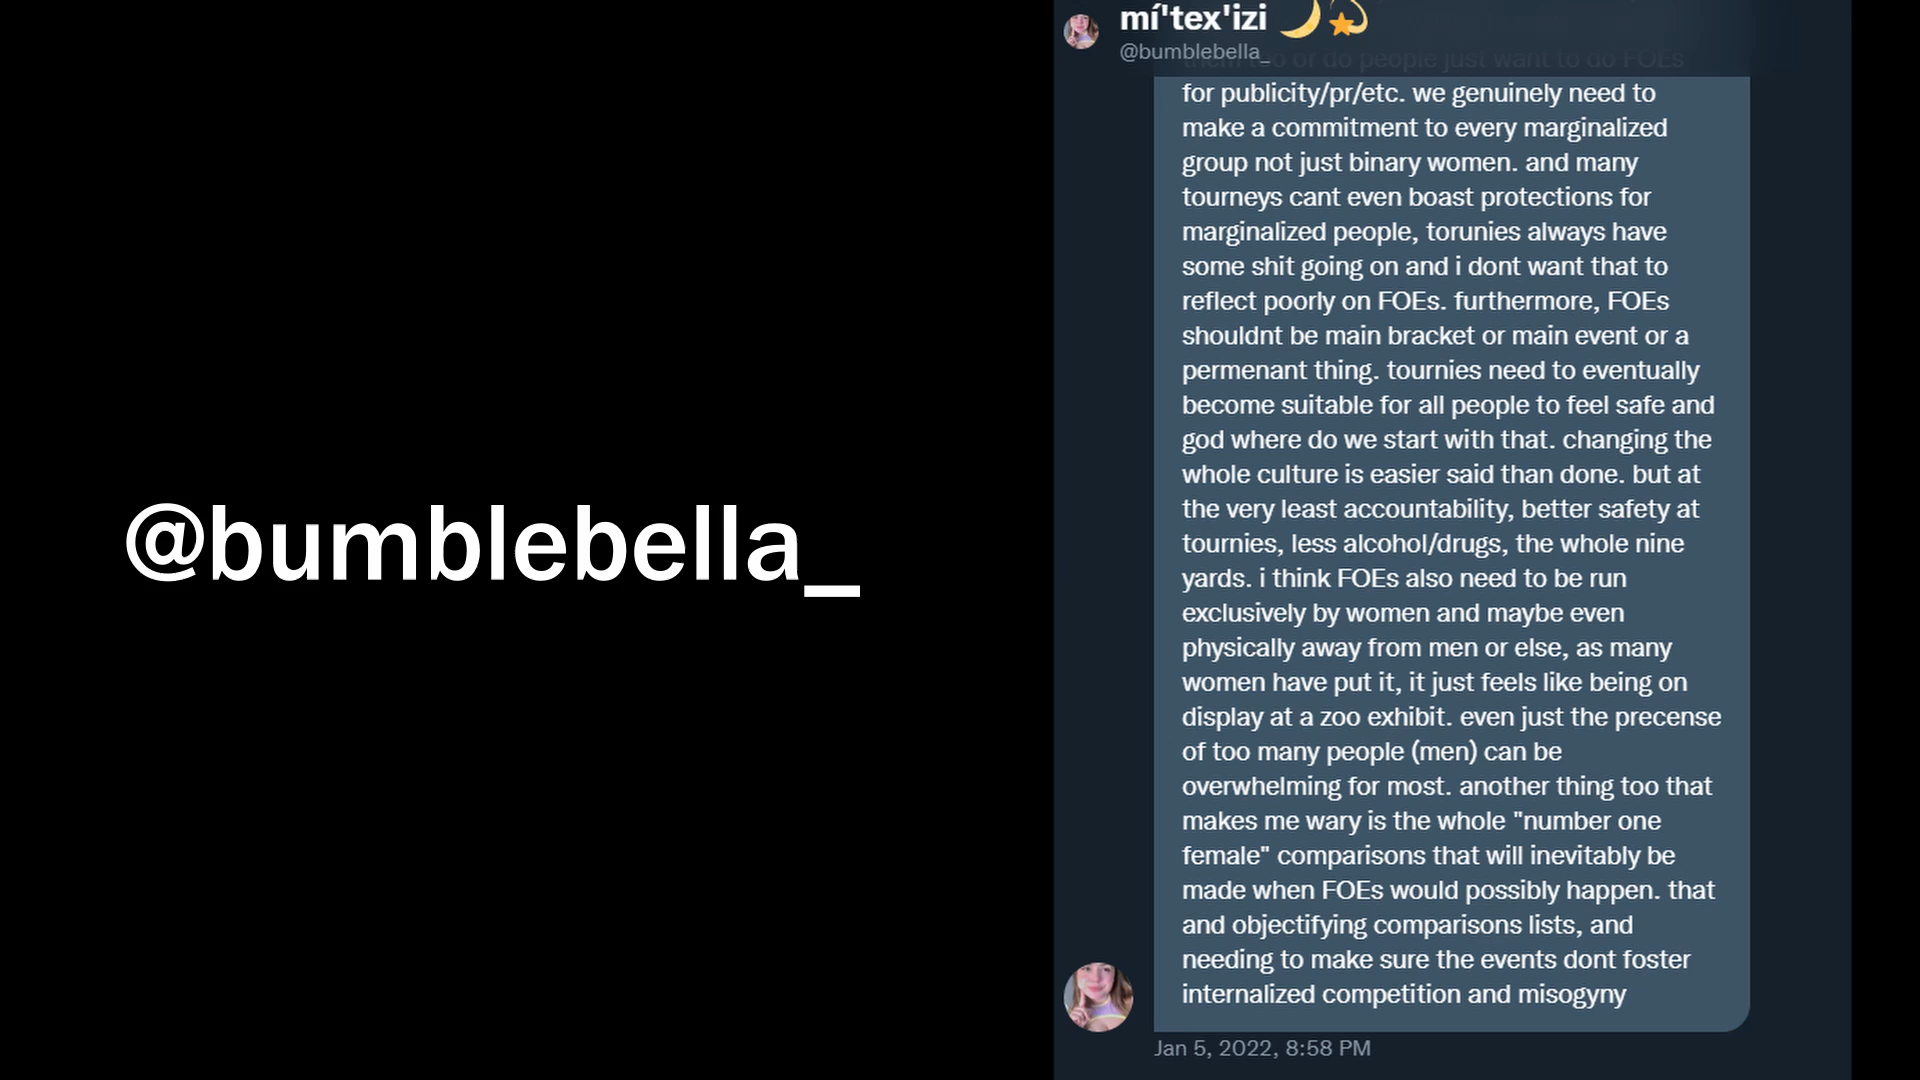 @bumblebella_
mí'tex'izi 🌙💫
@bumblebella_
them too or do people just want to do FOEs
for publicity/pr/etc. we genuinely need to
make a commitment to every marginalized
group not just binary women. and many
tourneys cant even boast protections for
marginalized people, torunies always have
some shit going on and i dont want that to
reflect poorly on FOEs. furthermore, FOEs
shouldnt be main bracket or main event or a
permenant thing. tournies need to eventually
become suitable for all people to feel safe and
god where do we start with that. changing the
whole culture is easier said than done. but at
the very least accountability, better safety at
tournies, less alcohol/drugs, the whole nine
yards. i think FOEs also need to be run
exclusively by women and maybe even
physically away from men or else, as many
women have put it, it just feels like being on
display at a zoo exhibit. even just the precense
of too many people (men) can be
overwhelming for most. another thing too that
makes me wary is the whole "number one
female" comparisons that will inevitably be
made when FOEs would possibly happen. that
and objectifying comparisons lists, and
needing to make sure the events dont foster
internalized competition and misogyny
Jan 5, 2022, 8:58 PM